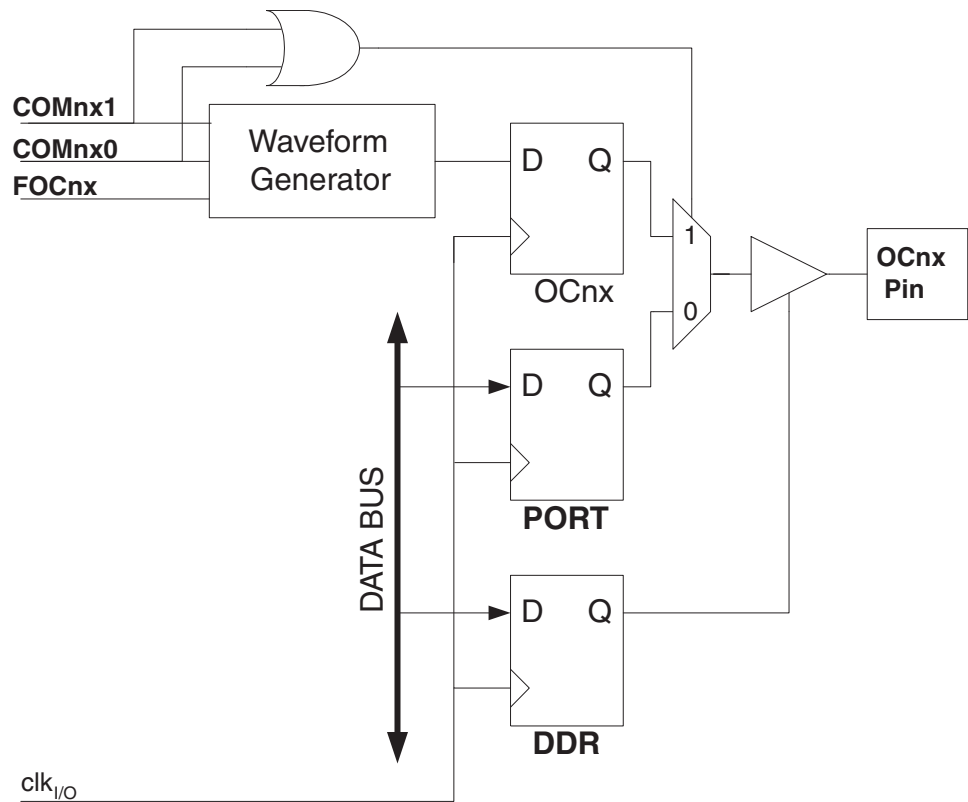 COMnx1
COMnx0
FOCnx
Waveform
Generator
D Q
OCnx
1
0
OCnx
Pin
D Q
PORT
DATA BUS
D Q
DDR
clkI/O